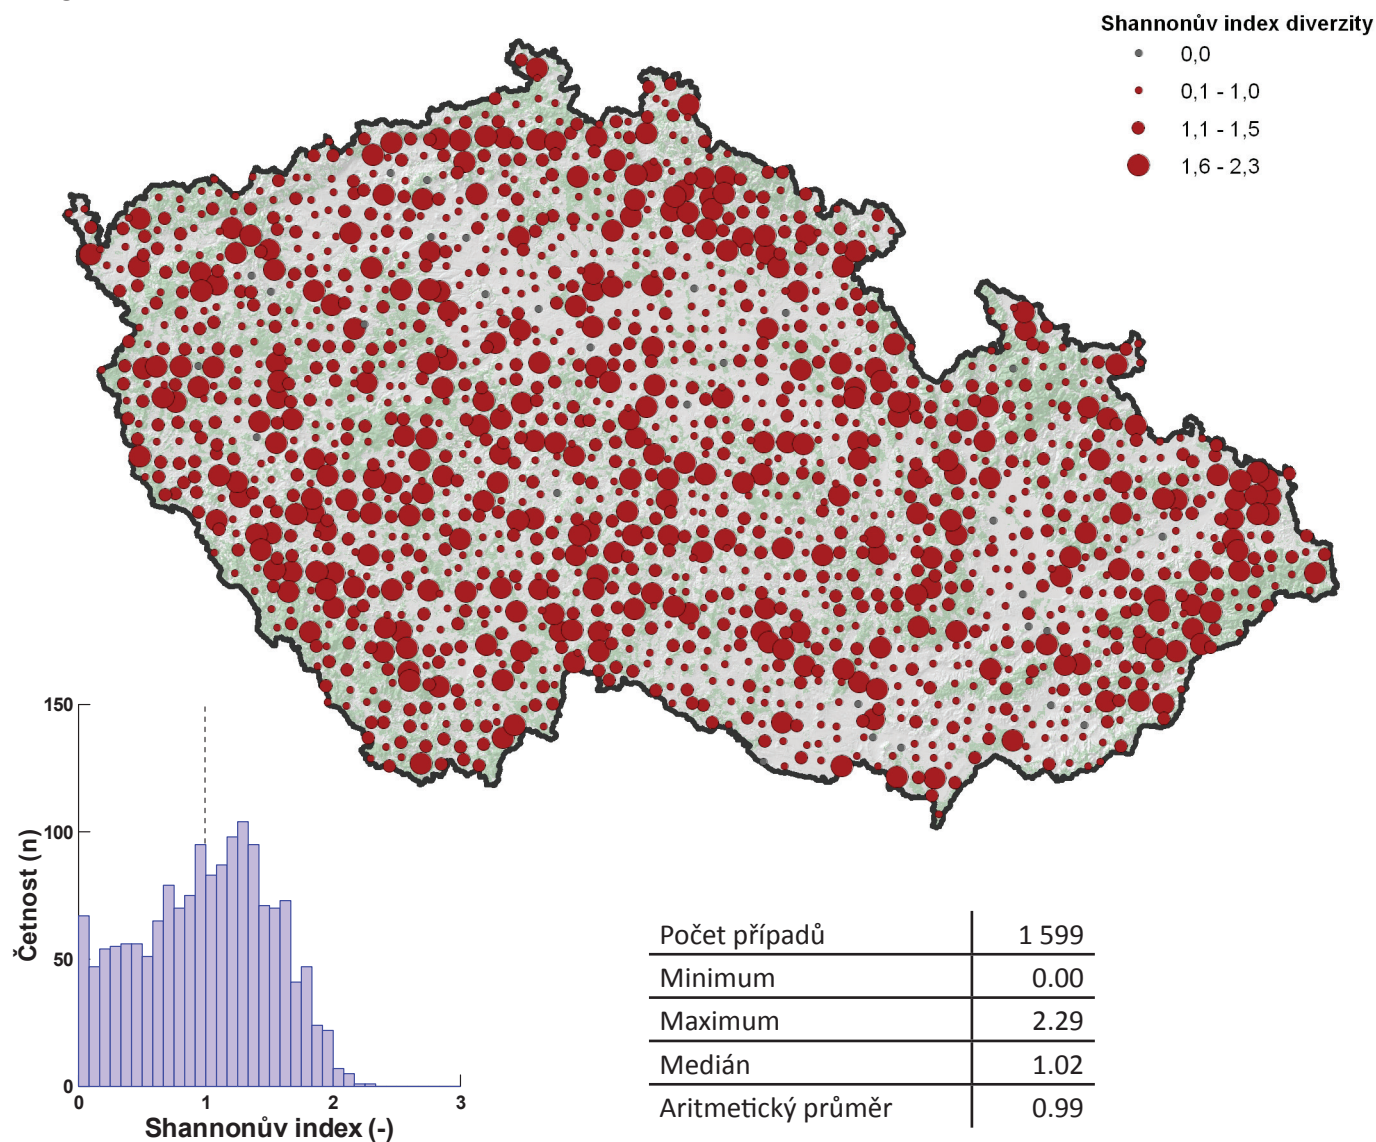 Shannonův index diverzity
0,0
0,1 - 1,0
1,1 - 1,5
1,6 - 2,3
150
100
50
0
Četnost (n)
0 1 2 3
Shannonův index (-)
Počet případů 1 599
Minimum 0.00
Maximum 2.29
Medián 1.02
Aritmetický průměr 0.99